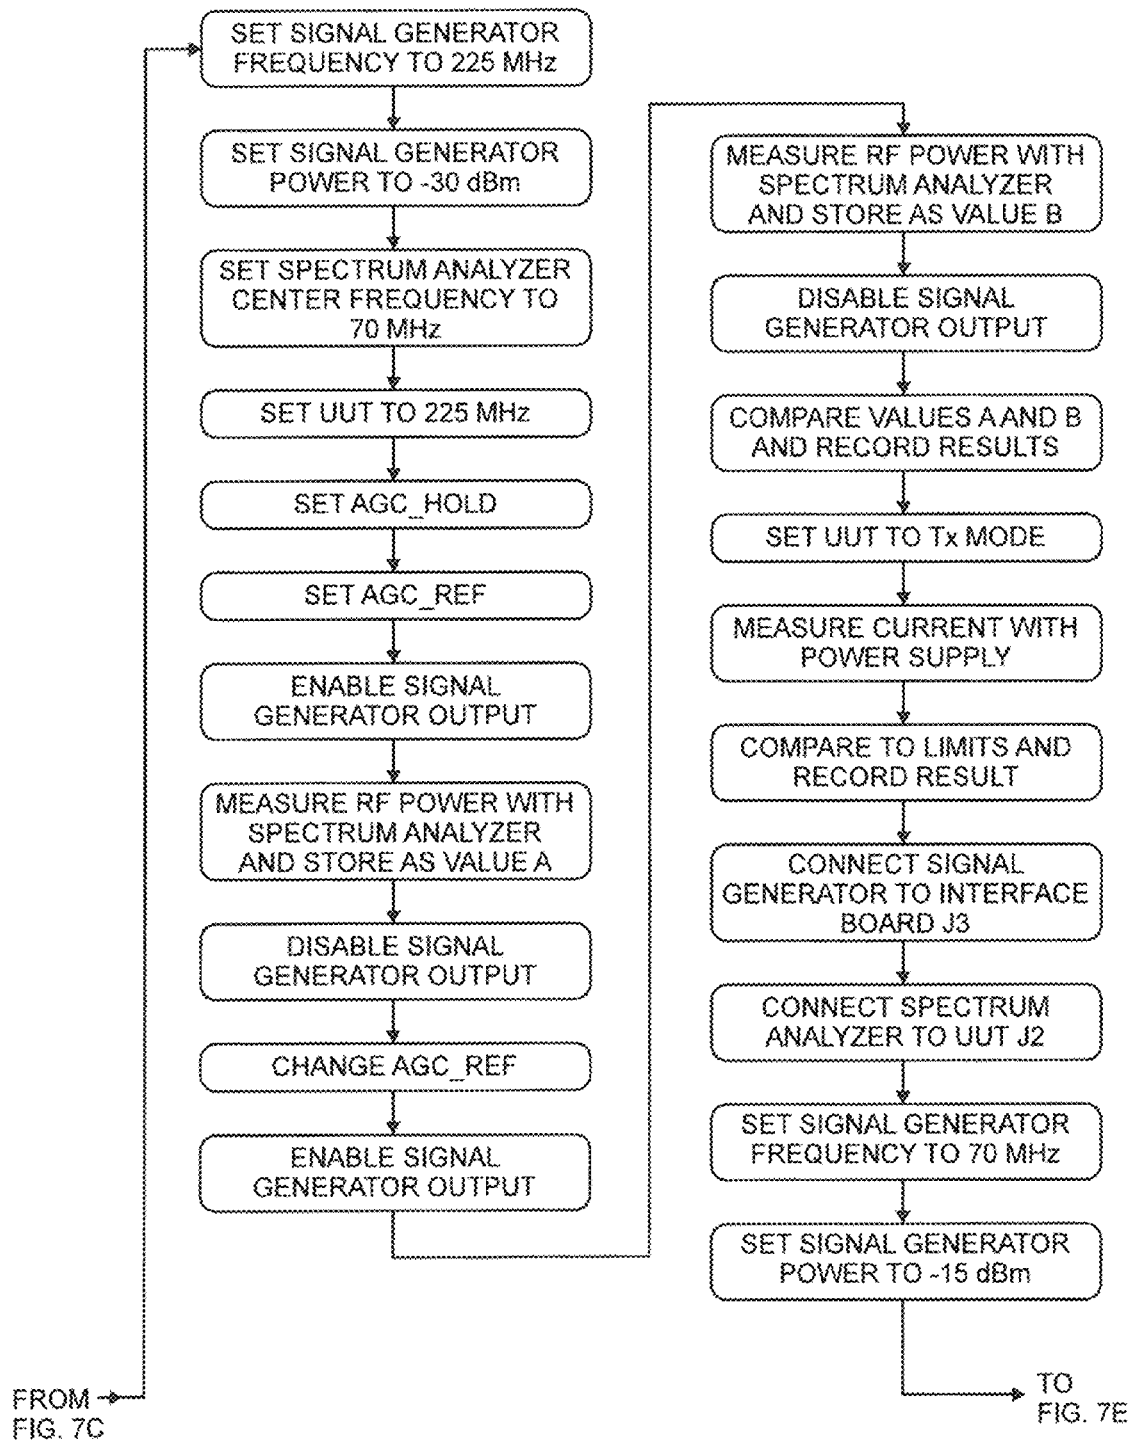 SET SIGNAL GENERATOR
FREQUENCY TO 225 MHz
SET SIGNAL GENERATOR
POWER TO -30 dBm
SET SPECTRUM ANALYZER
CENTER FREQUENCY TO
70 MHz
SET UUT TO 225 MHz
SET AGC_HOLD
SET AGC_REF
ENABLE SIGNAL
GENERATOR OUTPUT
MEASURE RF POWER WITH
SPECTRUM ANALYZER
AND STORE AS VALUE A
DISABLE SIGNAL
GENERATOR OUTPUT
CHANGE AGC_REF
ENABLE SIGNAL
GENERATOR OUTPUT
MEASURE RF POWER WITH
SPECTRUM ANALYZER
AND STORE AS VALUE B
DISABLE SIGNAL
GENERATOR OUTPUT
COMPARE VALUES A AND B
AND RECORD RESULTS
SET UUT TO Tx MODE
MEASURE CURRENT WITH
POWER SUPPLY
COMPARE TO LIMITS AND
RECORD RESULT
CONNECT SIGNAL
GENERATOR TO INTERFACE
BOARD J3
CONNECT SPECTRUM
ANALYZER TO UUT J2
SET SIGNAL GENERATOR
FREQUENCY TO 70 MHz
SET SIGNAL GENERATOR
POWER TO -15 dBm
FROM
FIG. 7C
TO
FIG. 7E